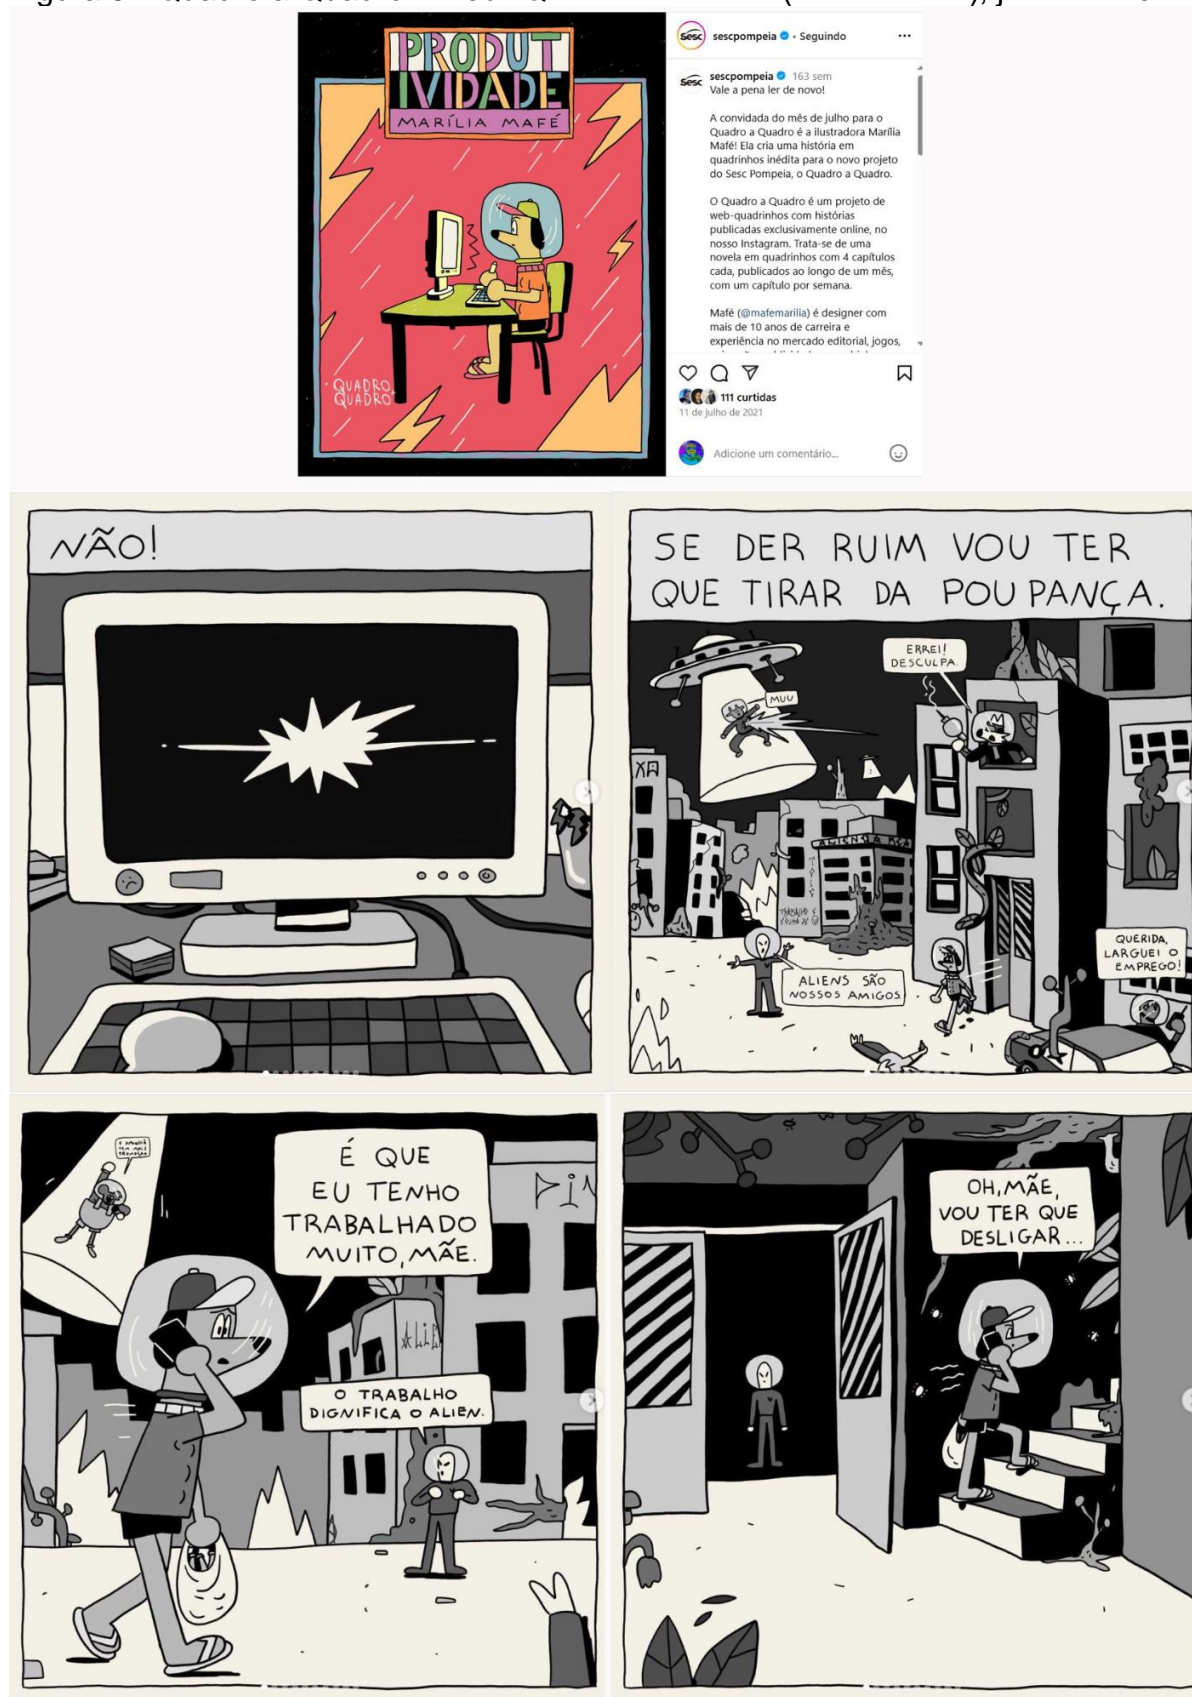 PRODUT
IVIDADE
MARÍLIA MAFÉ
QUADRO
QUADRO
sesc
sescpompeia • Seguindo
sesc
sescpompeia 163 sem
Vale a pena ler de novo!
A convidada do mês de julho para o
Quadro a Quadro é a ilustradora Marília
Mafé! Ela cria uma história em
quadrinhos inédita para o novo projeto
do Sesc Pompeia, o Quadro a Quadro.
O Quadro a Quadro é um projeto de
web-quadrinhos com histórias
publicadas exclusivamente online, no
nosso Instagram. Trata-se de uma
novela em quadrinhos com 4 capítulos
cada, publicados ao longo de um mês,
com um capítulo por semana.
Mafé (@mafemarilia) é designer com
mais de 10 anos de carreira e
experiência no mercado editorial, jogos,
111 curtidas
11 de julho de 2021
Adicione um comentário...
NÃO!
SE DER RUIM VOU TER
QUE TIRAR DA POUPANÇA.
ERREI!
DESCULPA.
MUU
ALIENS SÃO
NOSSOS AMIGOS
QUERIDA,
LARGUEI O
EMPREGO!
É QUE
EU TENHO
TRABALHADO
MUITO, MÃE.
ALIE
O TRABALHO
DIGNIFICA O ALIEN.
OH, MÃE,
VOU TER QUE
DESLIGAR...